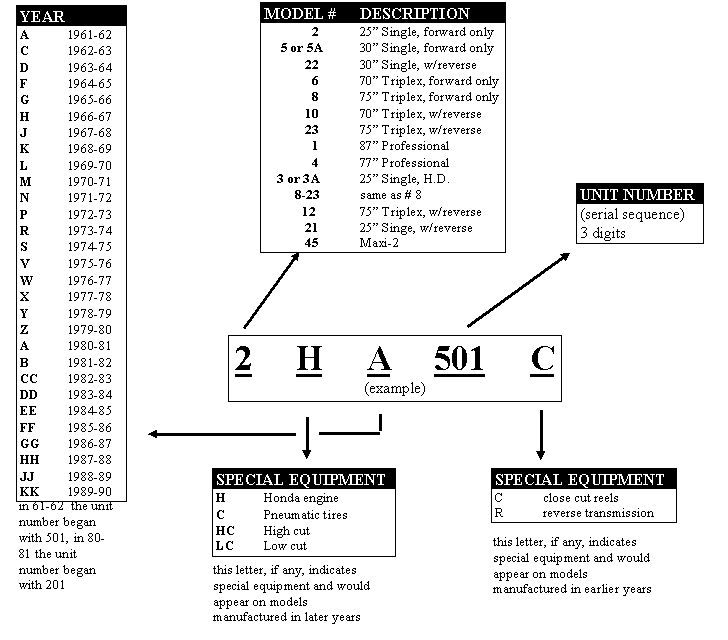 YEAR
A 1961-62
C 1962-63
D 1963-64
F 1964-65
G 1965-66
H 1966-67
J 1967-68
K 1968-69
L 1969-70
M 1970-71
N 1971-72
P 1972-73
R 1973-74
S 1974-75
V 1975-76
W 1976-77
X 1977-78
Y 1978-79
Z 1979-80
A 1980-81
B 1981-82
CC 1982-83
DD 1983-84
EE 1984-85
FF 1985-86
GG 1986-87
HH 1987-88
JJ 1988-89
KK 1989-90
in 61-62 the unit
number began
with 501, in 80-
81 the unit
number began
with 201
MODEL # DESCRIPTION
2 25” Single, forward only
5 or 5A 30” Single, forward only
22 30” Single, w/reverse
6 70” Triplex, forward only
8 75” Triplex, forward only
10 70” Triplex, w/reverse
23 75” Triplex, w/reverse
1 87” Professional
4 77” Professional
3 or 3A 25” Single, H.D.
8-23 same as # 8
12 75” Triplex, w/reverse
21 25” Singe, w/reverse
45 Maxi-2
UNIT NUMBER
(serial sequence)
3 digits
2 H A 501 C
(example)
SPECIAL EQUIPMENT
H Honda engine
C Pneumatic tires
HC High cut
LC Low cut
this letter, if any, indicates
special equipment and would
appear on models
manufactured in later years
SPECIAL EQUIPMENT
C close cut reels
R reverse transmission
this letter, if any, indicates
special equipment and would
appear on models
manufactured in earlier years